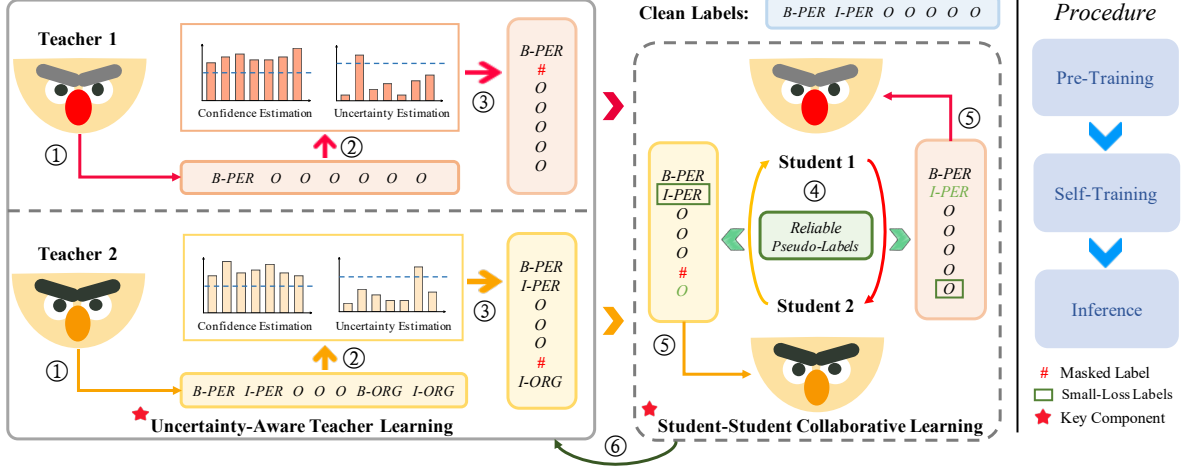 Teacher 1
Confidence Estimation
Uncertainty Estimation
①
②
③
B-PER O O O O O O
B-PER
#
O
O
O
O
O
Teacher 2
Confidence Estimation
Uncertainty Estimation
①
②
③
B-PER I-PER O O O B-ORG I-ORG
B-PER
I-PER
O
O
O
#
I-ORG
Uncertainty-Aware Teacher Learning
⑥
Clean Labels:
B-PER I-PER O O O O O
B-PER
I-PER
O
O
O
#
O
⑤
Student 1
④
Reliable
Pseudo-Labels
Student 2
⑤
B-PER
I-PER
O
O
O
O
O
Student-Student Collaborative Learning
Procedure
Pre-Training
Self-Training
Inference
# Masked Label
Small-Loss Labels
Key Component